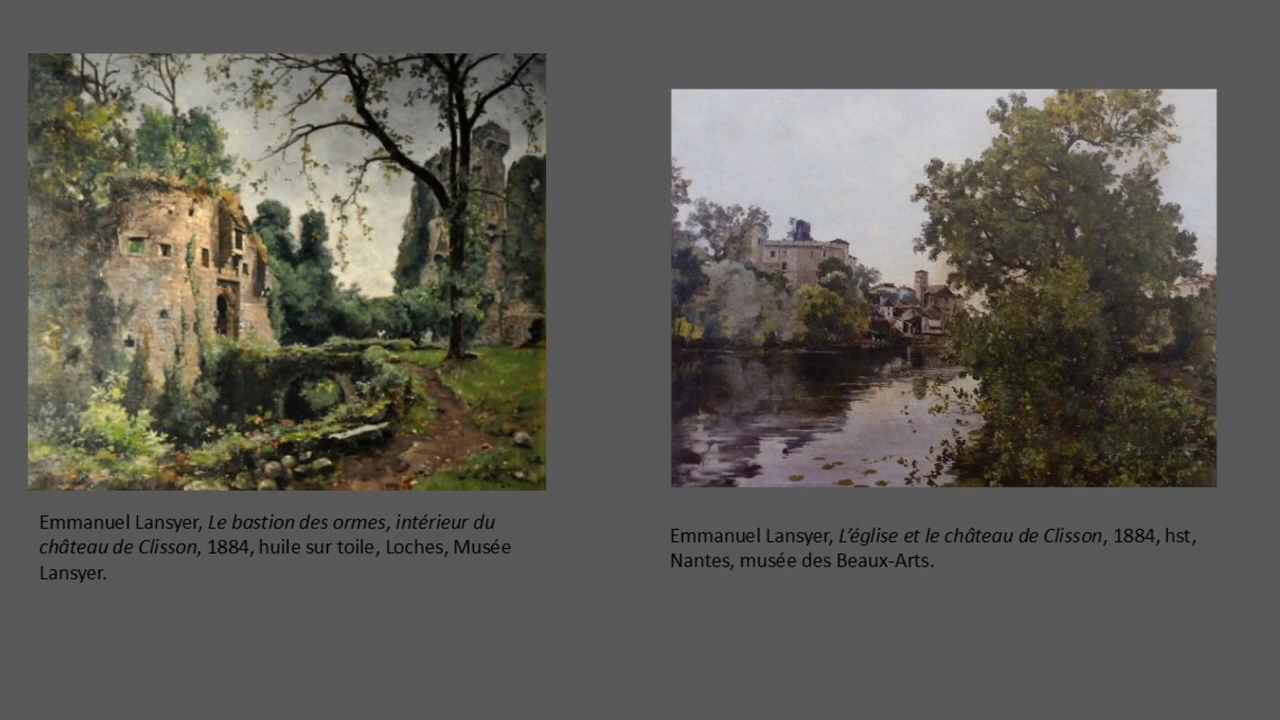 Emmanuel Lansyer, Le bastion des ormes, intérieur du
château de Clisson, 1884, huile sur toile, Loches, Musée
Lansyer.
Emmanuel Lansyer, L’église et le château de Clisson, 1884, hst,
Nantes, musée des Beaux-Arts.